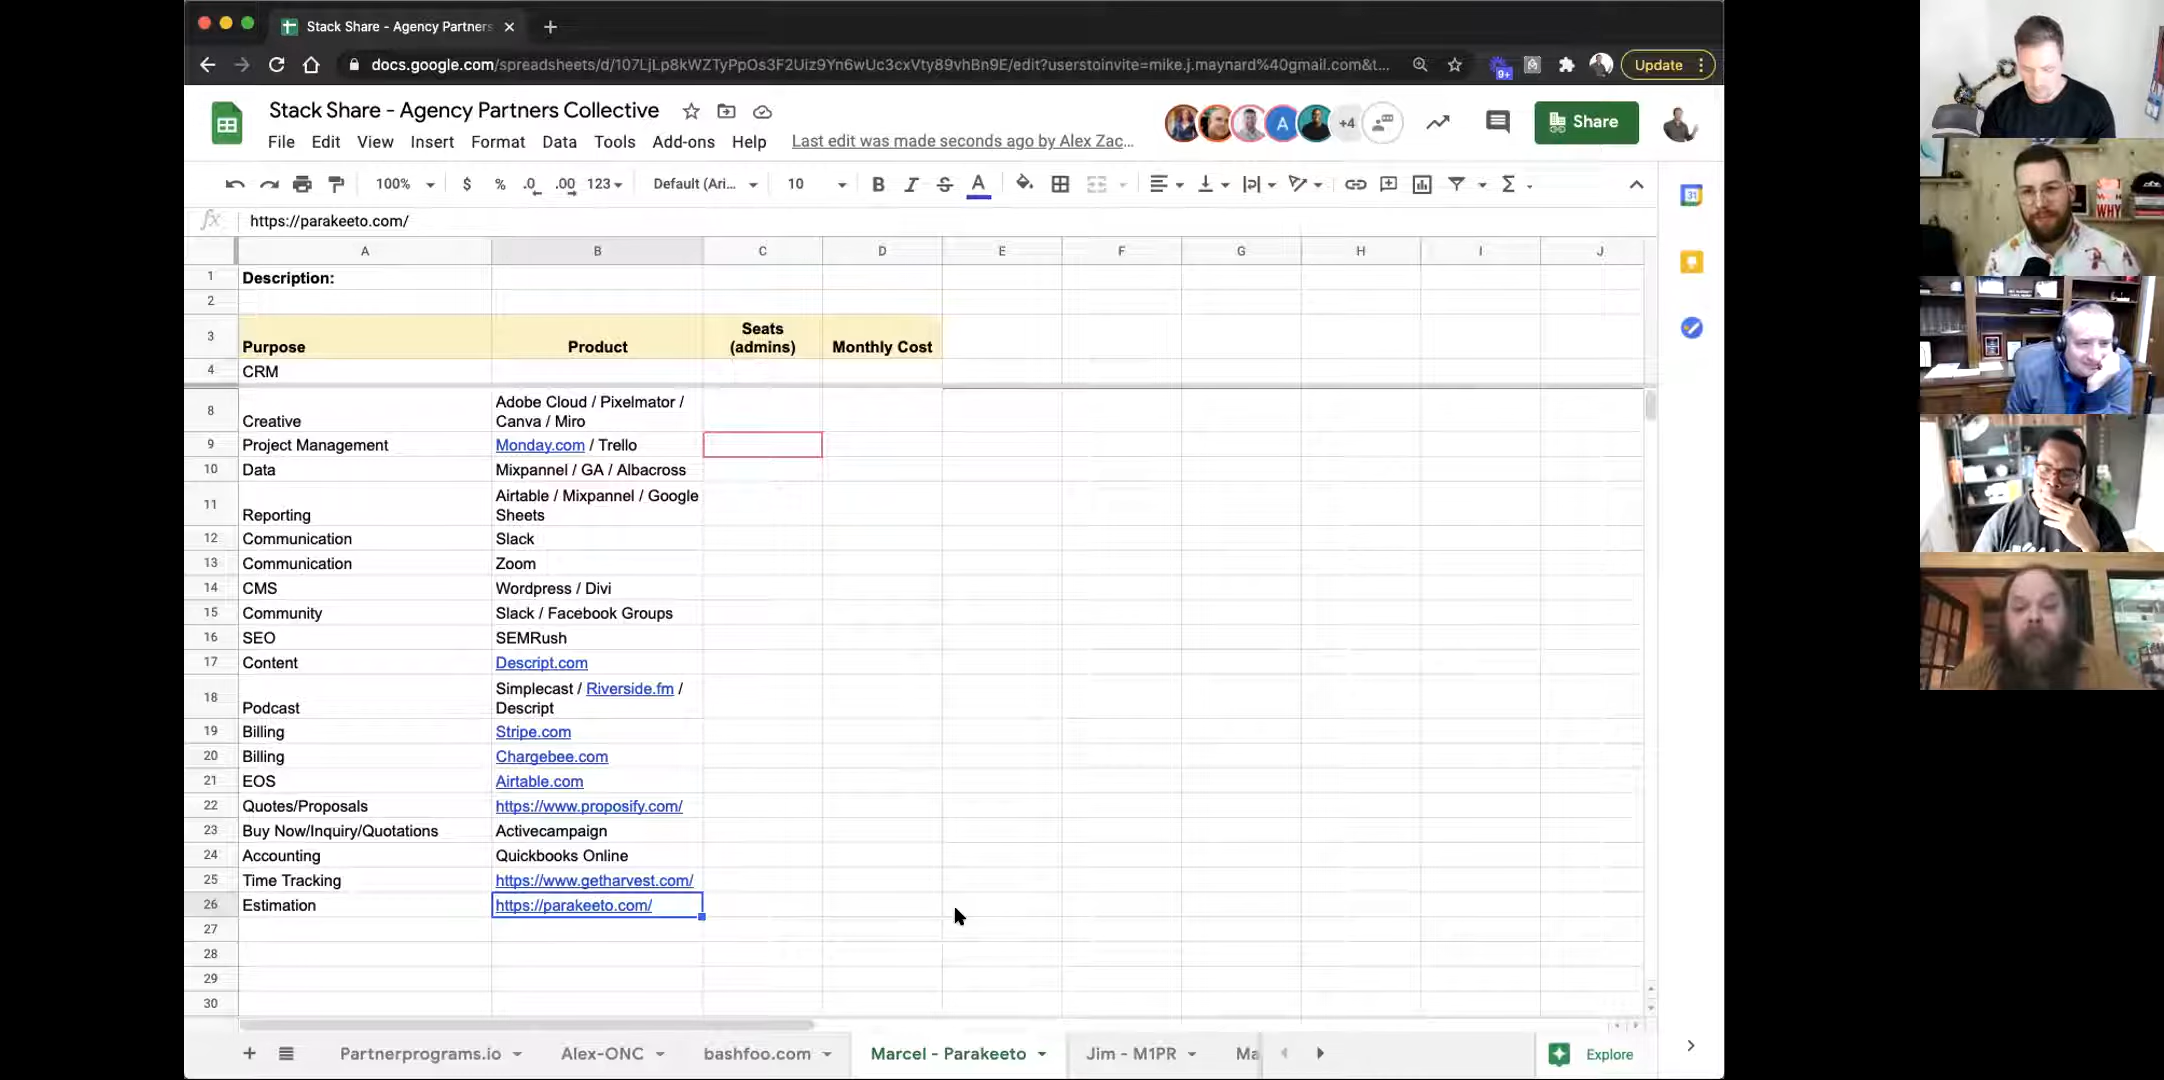 Stack Share - Agency Partners
docs.google.com/spreadsheets/d/107LjLp8kWZTyPpOs3F2Uiz9Yn6wUc3cxVty89vhBn9E/edit?userstoinvite=mike.j.maynard%40gmail.com&t...
9+
Update
Stack Share - Agency Partners Collective
A
+4
Share
File Edit View Insert Format Data Tools Add-ons Help Last edit was made seconds ago by Alex Zac...
100% $ % .0 .00 123 Default (Ari... 10 B I S A Σ
31
fx https://parakeeto.com/
A B C D E F G H I J
1 Description:
2
3 Purpose Product Seats (admins) Monthly Cost
4 CRM
8 Creative Adobe Cloud / Pixelmator / Canva / Miro
9 Project Management Monday.com / Trello
10 Data Mixpannel / GA / Albacross
11 Reporting Airtable / Mixpannel / Google Sheets
12 Communication Slack
13 Communication Zoom
14 CMS Wordpress / Divi
15 Community Slack / Facebook Groups
16 SEO SEMRush
17 Content Descript.com
18 Podcast Simplecast / Riverside.fm / Descript
19 Billing Stripe.com
20 Billing Chargebee.com
21 EOS Airtable.com
22 Quotes/Proposals https://www.proposify.com/
23 Buy Now/Inquiry/Quotations Activecampaign
24 Accounting Quickbooks Online
25 Time Tracking https://www.getharvest.com/
26 Estimation https://parakeeto.com/
27
28
29
30
Partnerprograms.io Alex-ONC bashfoo.com Marcel - Parakeeto Jim - M1PR Ma Explore
WHY